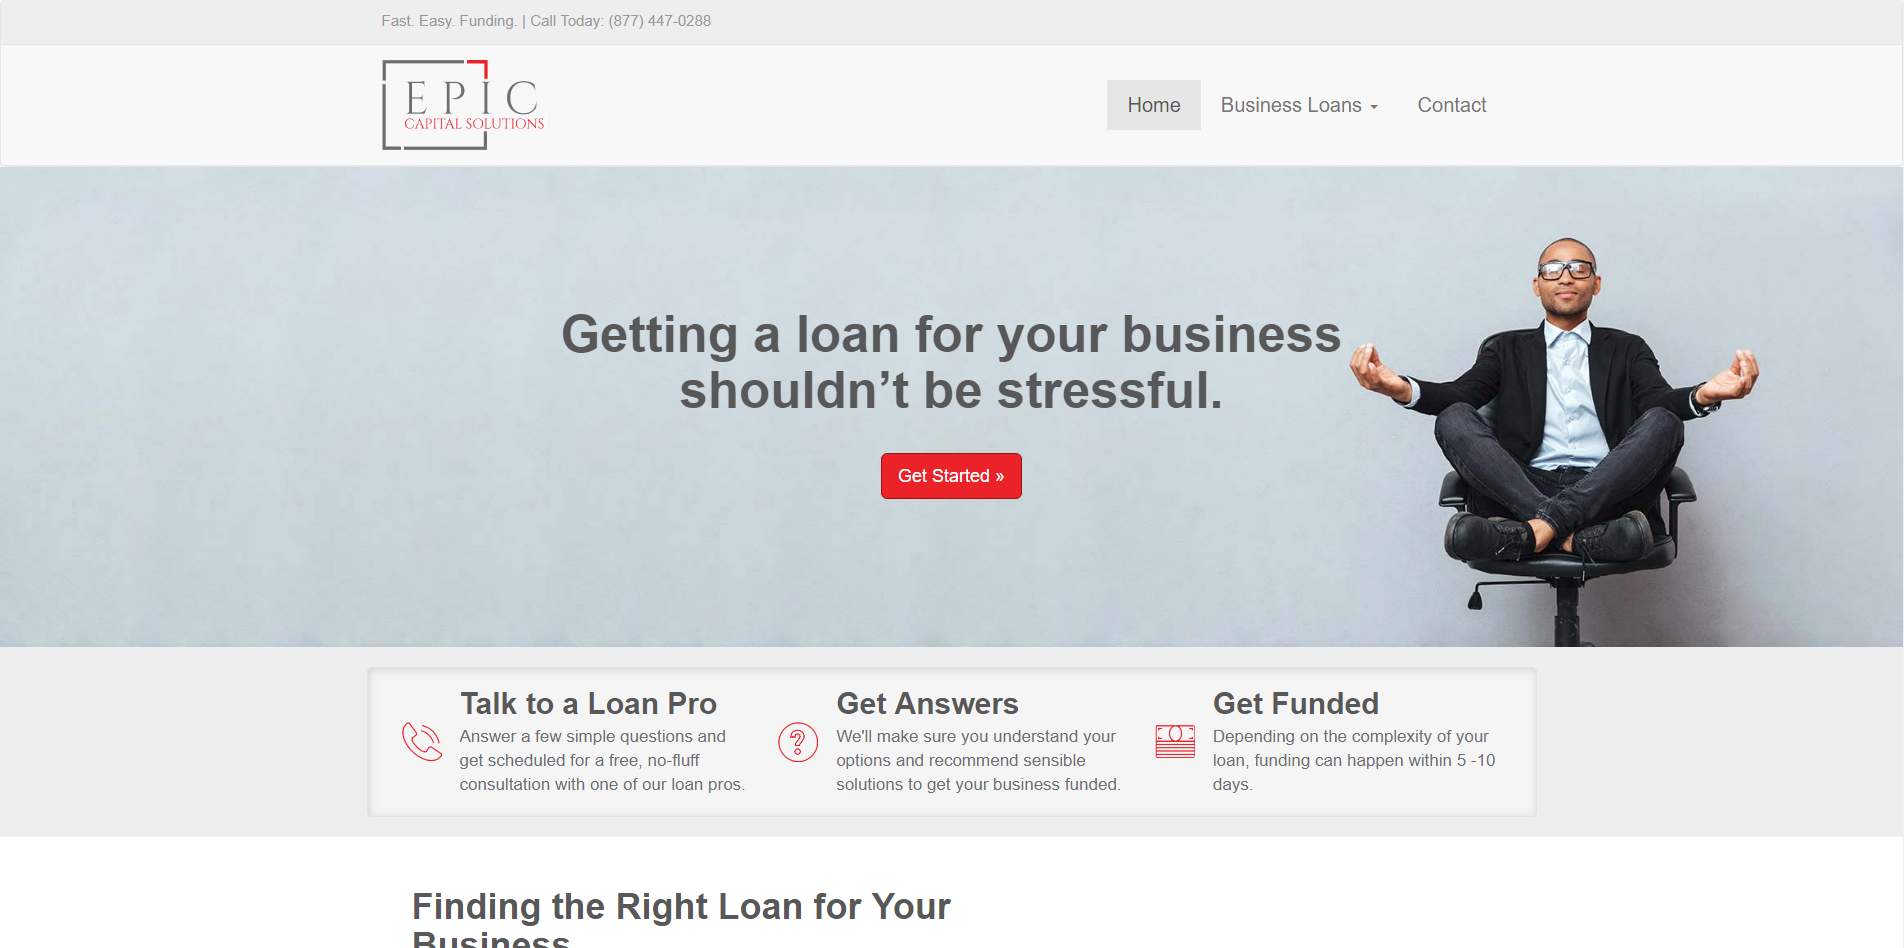 Fast. Easy. Funding. | Call Today: (877) 447-0288
EPIC
CAPITAL SOLUTIONS
Home
Business Loans
Contact
Getting a loan for your business
shouldn’t be stressful.
Get Started »
Talk to a Loan Pro
Answer a few simple questions and
get scheduled for a free, no-fluff
consultation with one of our loan pros.
Get Answers
We'll make sure you understand your
options and recommend sensible
solutions to get your business funded.
Get Funded
Depending on the complexity of your
loan, funding can happen within 5 -10
days.
Finding the Right Loan for Your
Business